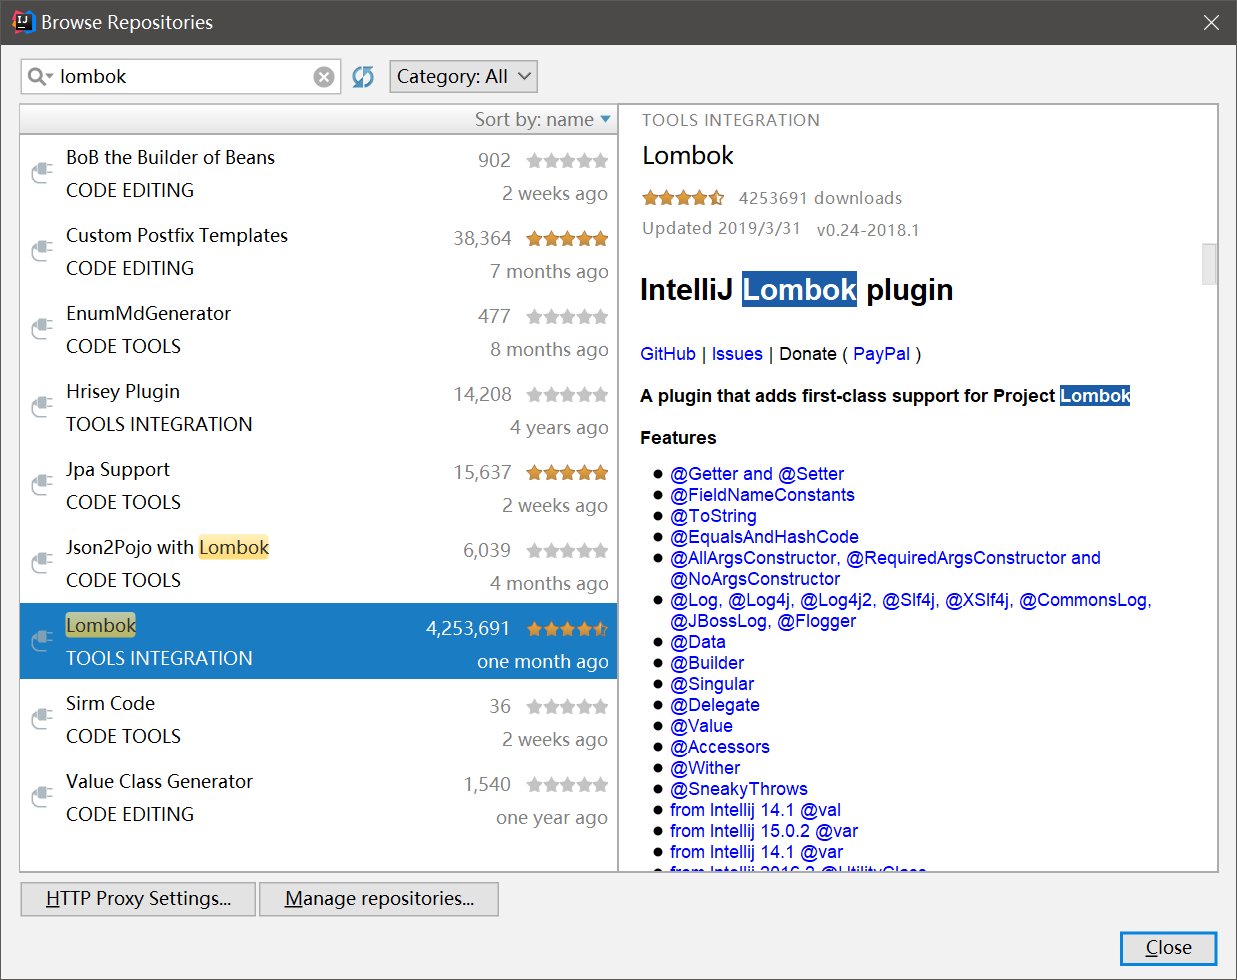 Browse Repositories
lombok
Category: All
Sort by: name
BoB the Builder of Beans 902
CODE EDITING 2 weeks ago
Custom Postfix Templates 38,364
CODE EDITING 7 months ago
EnumMdGenerator 477
CODE TOOLS 8 months ago
Hrisey Plugin 14,208
TOOLS INTEGRATION 4 years ago
Jpa Support 15,637
CODE TOOLS 2 weeks ago
Json2Pojo with Lombok 6,039
CODE TOOLS 4 months ago
Lombok 4,253,691
TOOLS INTEGRATION one month ago
Sirm Code 36
CODE TOOLS 2 weeks ago
Value Class Generator 1,540
CODE EDITING one year ago
TOOLS INTEGRATION
Lombok
4253691 downloads
Updated 2019/3/31 v0.24-2018.1
IntelliJ Lombok plugin
GitHub | Issues | Donate ( PayPal )
A plugin that adds first-class support for Project Lombok
Features
@Getter and @Setter
@FieldNameConstants
@ToString
@EqualsAndHashCode
@AllArgsConstructor, @RequiredArgsConstructor and
@NoArgsConstructor
@Log, @Log4j, @Log4j2, @Slf4j, @XSlf4j, @CommonsLog,
@JBossLog, @Flogger
@Data
@Builder
@Singular
@Delegate
@Value
@Accessors
@Wither
@SneakyThrows
from Intellij 14.1 @val
from Intellij 15.0.2 @var
from Intellij 14.1 @var
from Intellij 2016.2 @UtilityClass
HTTP Proxy Settings...
Manage repositories...
Close